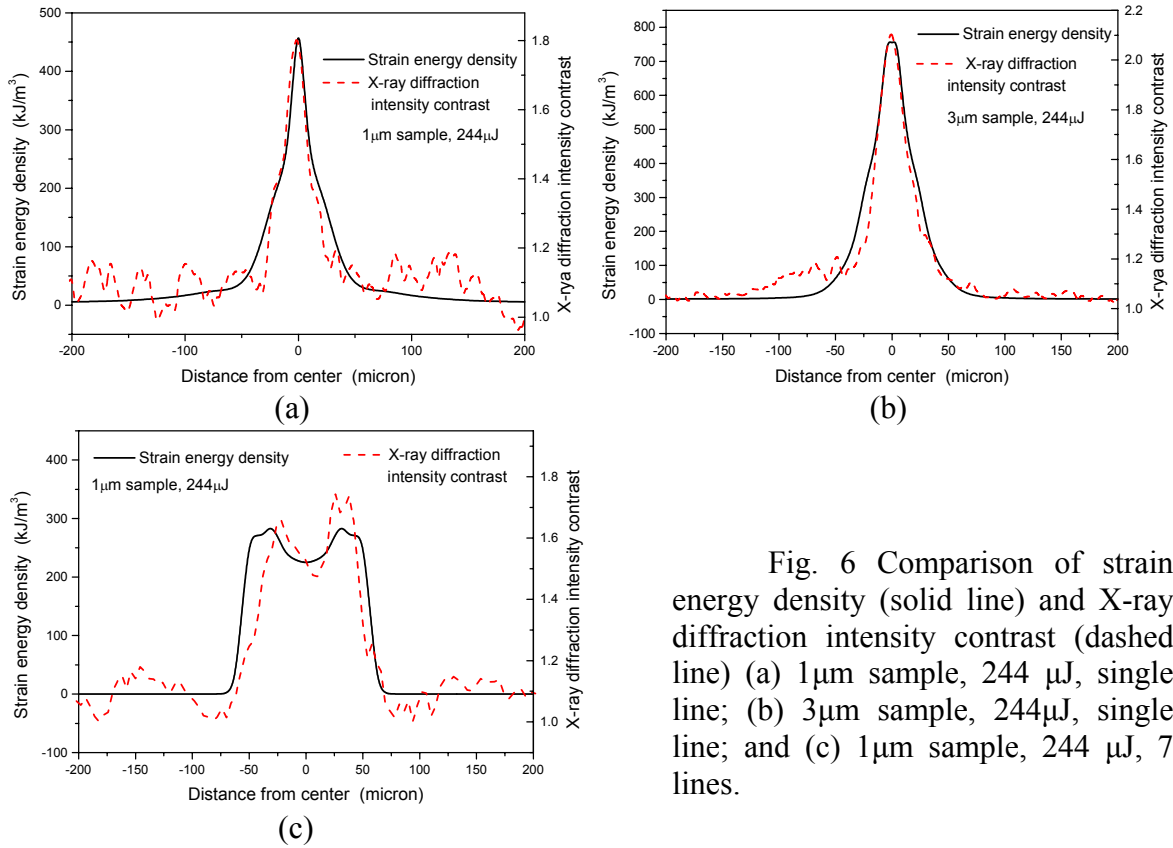 (a)
500
450
400
300
200
100
0
-50
Strain energy density (kJ/m³)
Strain energy density
X-ray diffraction
intensity contrast
1μm sample, 244μJ
1.8
1.6
1.4
1.2
1.0
X-rya diffraction intensity contrast
-200 -100 0 100 200
Distance from center (micron)
(a)
(b)
800
700
600
500
400
300
200
100
0
-100
Strain energy density (kJ/m³)
Strain energy density
X-ray diffraction
intensity contrast
3μm sample, 244μJ
2.2
2.0
1.8
1.6
1.4
1.2
1.0
X-rya diffraction intensity contrast
-200 -150 -100 -50 0 50 100 150 200
Distance from center (micron)
(b)
400
300
200
100
0
-100
Strain energy density (kJ/m³)
Strain energy density
X-ray diffraction
intensity contrast
1μm sample, 244μJ
1.8
1.6
1.4
1.2
1.0
X-rya diffraction intensity contrast
-200 -150 -100 -50 0 50 100 150 200
Distance from center (micron)
(c)
Fig. 6 Comparison of strain
energy density (solid line) and X-ray
diffraction intensity contrast (dashed
line) (a) 1μm sample, 244 μJ, single
line; (b) 3μm sample, 244μJ, single
line; and (c) 1μm sample, 244 μJ, 7
lines.